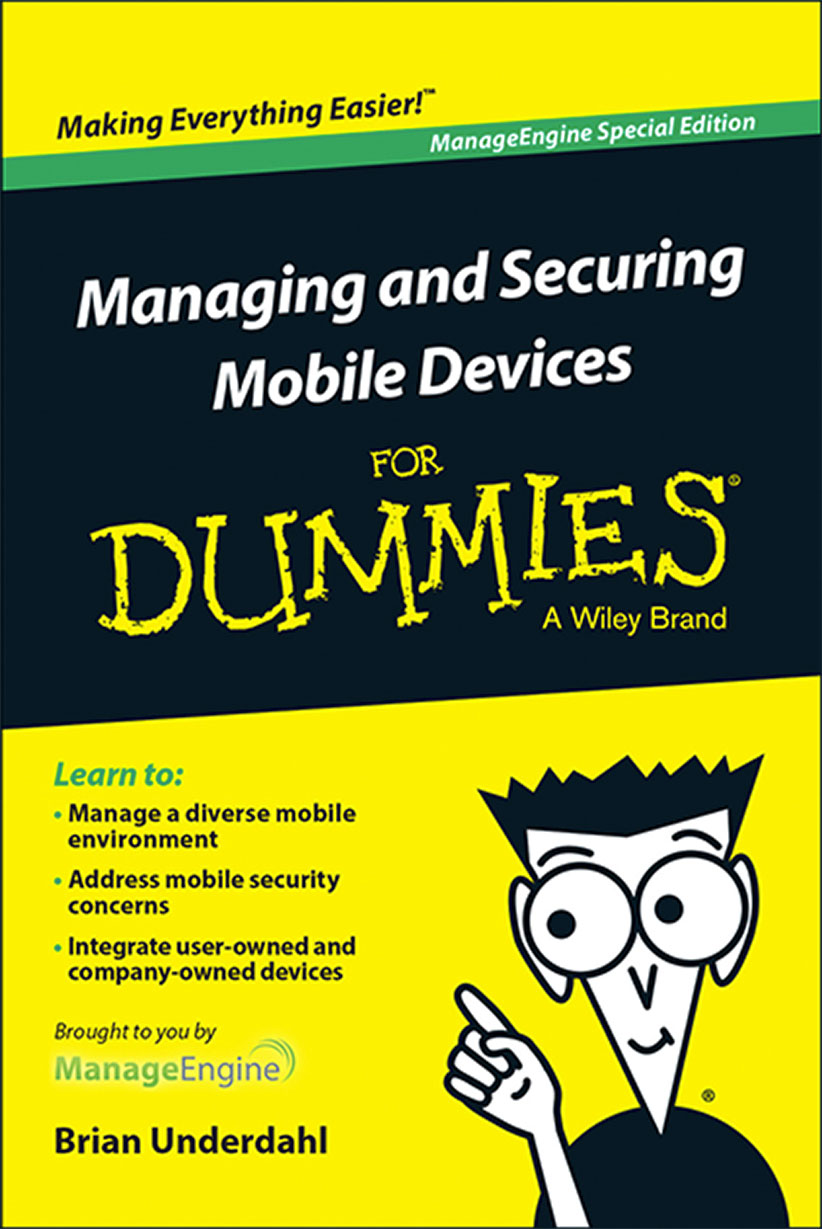 Making Everything Easier!™
ManageEngine Special Edition
Managing and Securing
Mobile Devices
FOR
DUMMIES®
A Wiley Brand
Learn to:
• Manage a diverse mobile
environment
• Address mobile security
concerns
• Integrate user-owned and
company-owned devices
Brought to you by
ManageEngine
Brian Underdahl
®